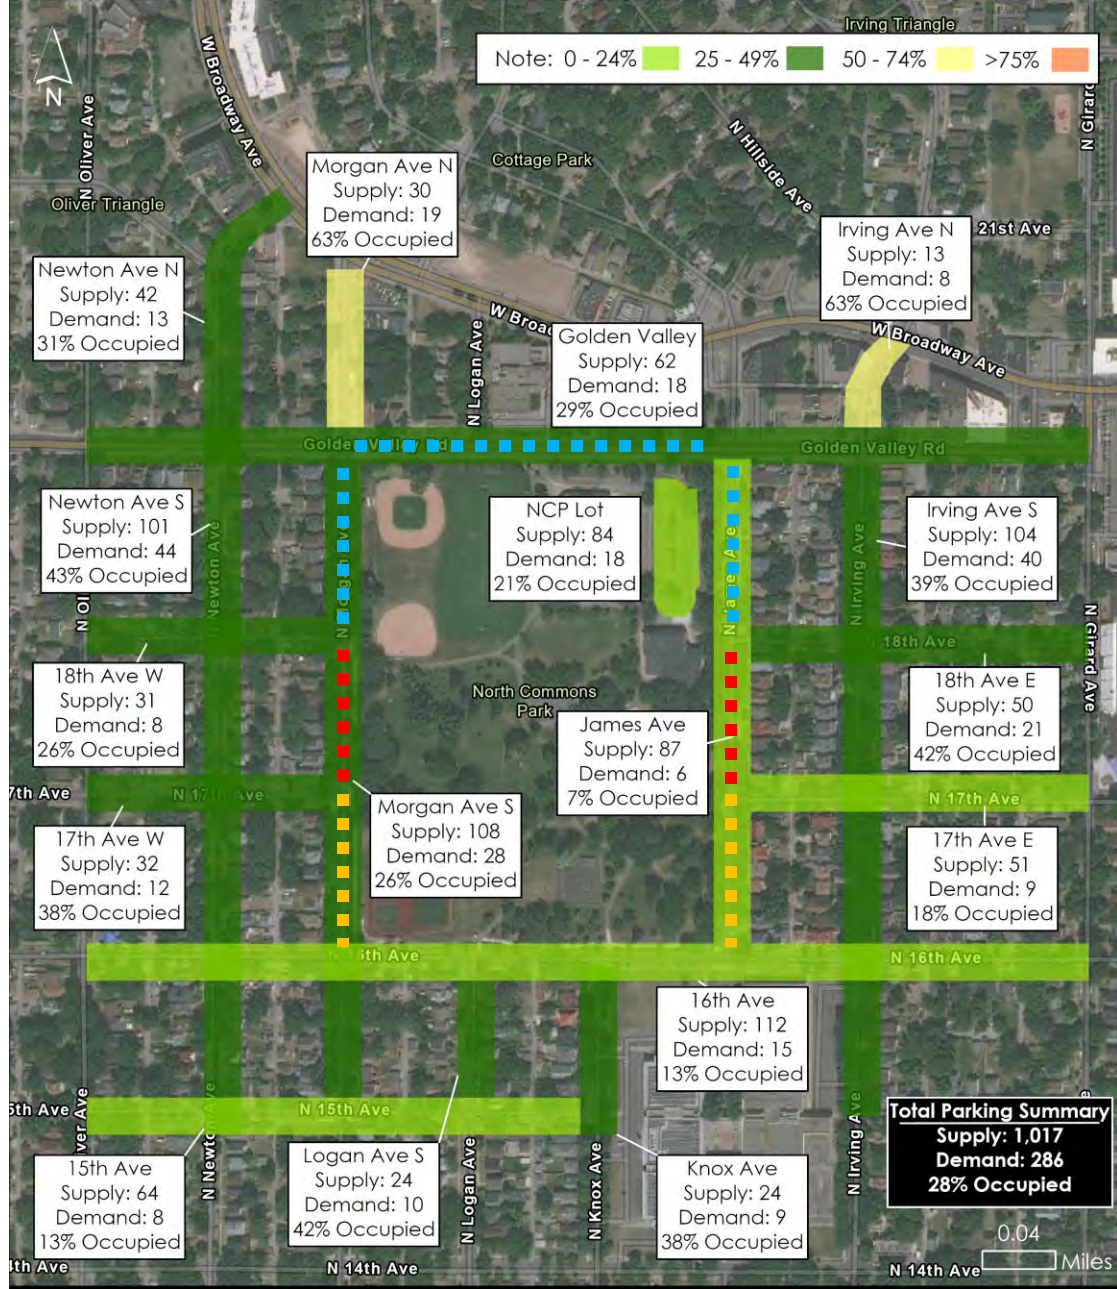 Irving Triangle
Note: 0 - 24%
25 - 49%
50 - 74%
>75%
N
W Broadway Ave
N Oliver Ave
N Hillside Ave
Cottage Park
Oliver Triangle
21st Ave
Morgan Ave N
Supply: 30
Demand: 19
63% Occupied
Irving Ave N
Supply: 13
Demand: 8
63% Occupied
Newton Ave N
Supply: 42
Demand: 13
31% Occupied
N Logan Ave
Golden Valley
Supply: 62
Demand: 18
29% Occupied
W Broadway Ave
Golden Valley Rd
Golden Valley Rd
Newton Ave S
Supply: 101
Demand: 44
43% Occupied
NCP Lot
Supply: 84
Demand: 18
21% Occupied
Irving Ave S
Supply: 104
Demand: 40
39% Occupied
N Newton Ave
N Irving Ave
N Girard Ave
18th Ave
18th Ave W
Supply: 31
Demand: 8
26% Occupied
North Commons
Park
James Ave
Supply: 87
Demand: 6
7% Occupied
18th Ave E
Supply: 50
Demand: 21
42% Occupied
7th Ave
N 17th Ave
N 17th Ave
17th Ave W
Supply: 32
Demand: 12
38% Occupied
Morgan Ave S
Supply: 108
Demand: 28
26% Occupied
17th Ave E
Supply: 51
Demand: 9
18% Occupied
6th Ave
N 16th Ave
16th Ave
Supply: 112
Demand: 15
13% Occupied
5th Ave
N 15th Ave
N Irving Ave
Total Parking Summary
Supply: 1,017
Demand: 286
28% Occupied
15th Ave
Supply: 64
Demand: 8
13% Occupied
Logan Ave S
Supply: 24
Demand: 10
42% Occupied
N Logan Ave
N Knox Ave
Knox Ave
Supply: 24
Demand: 9
38% Occupied
0.04
Miles
4th Ave
N 14th Ave
N 14th Ave